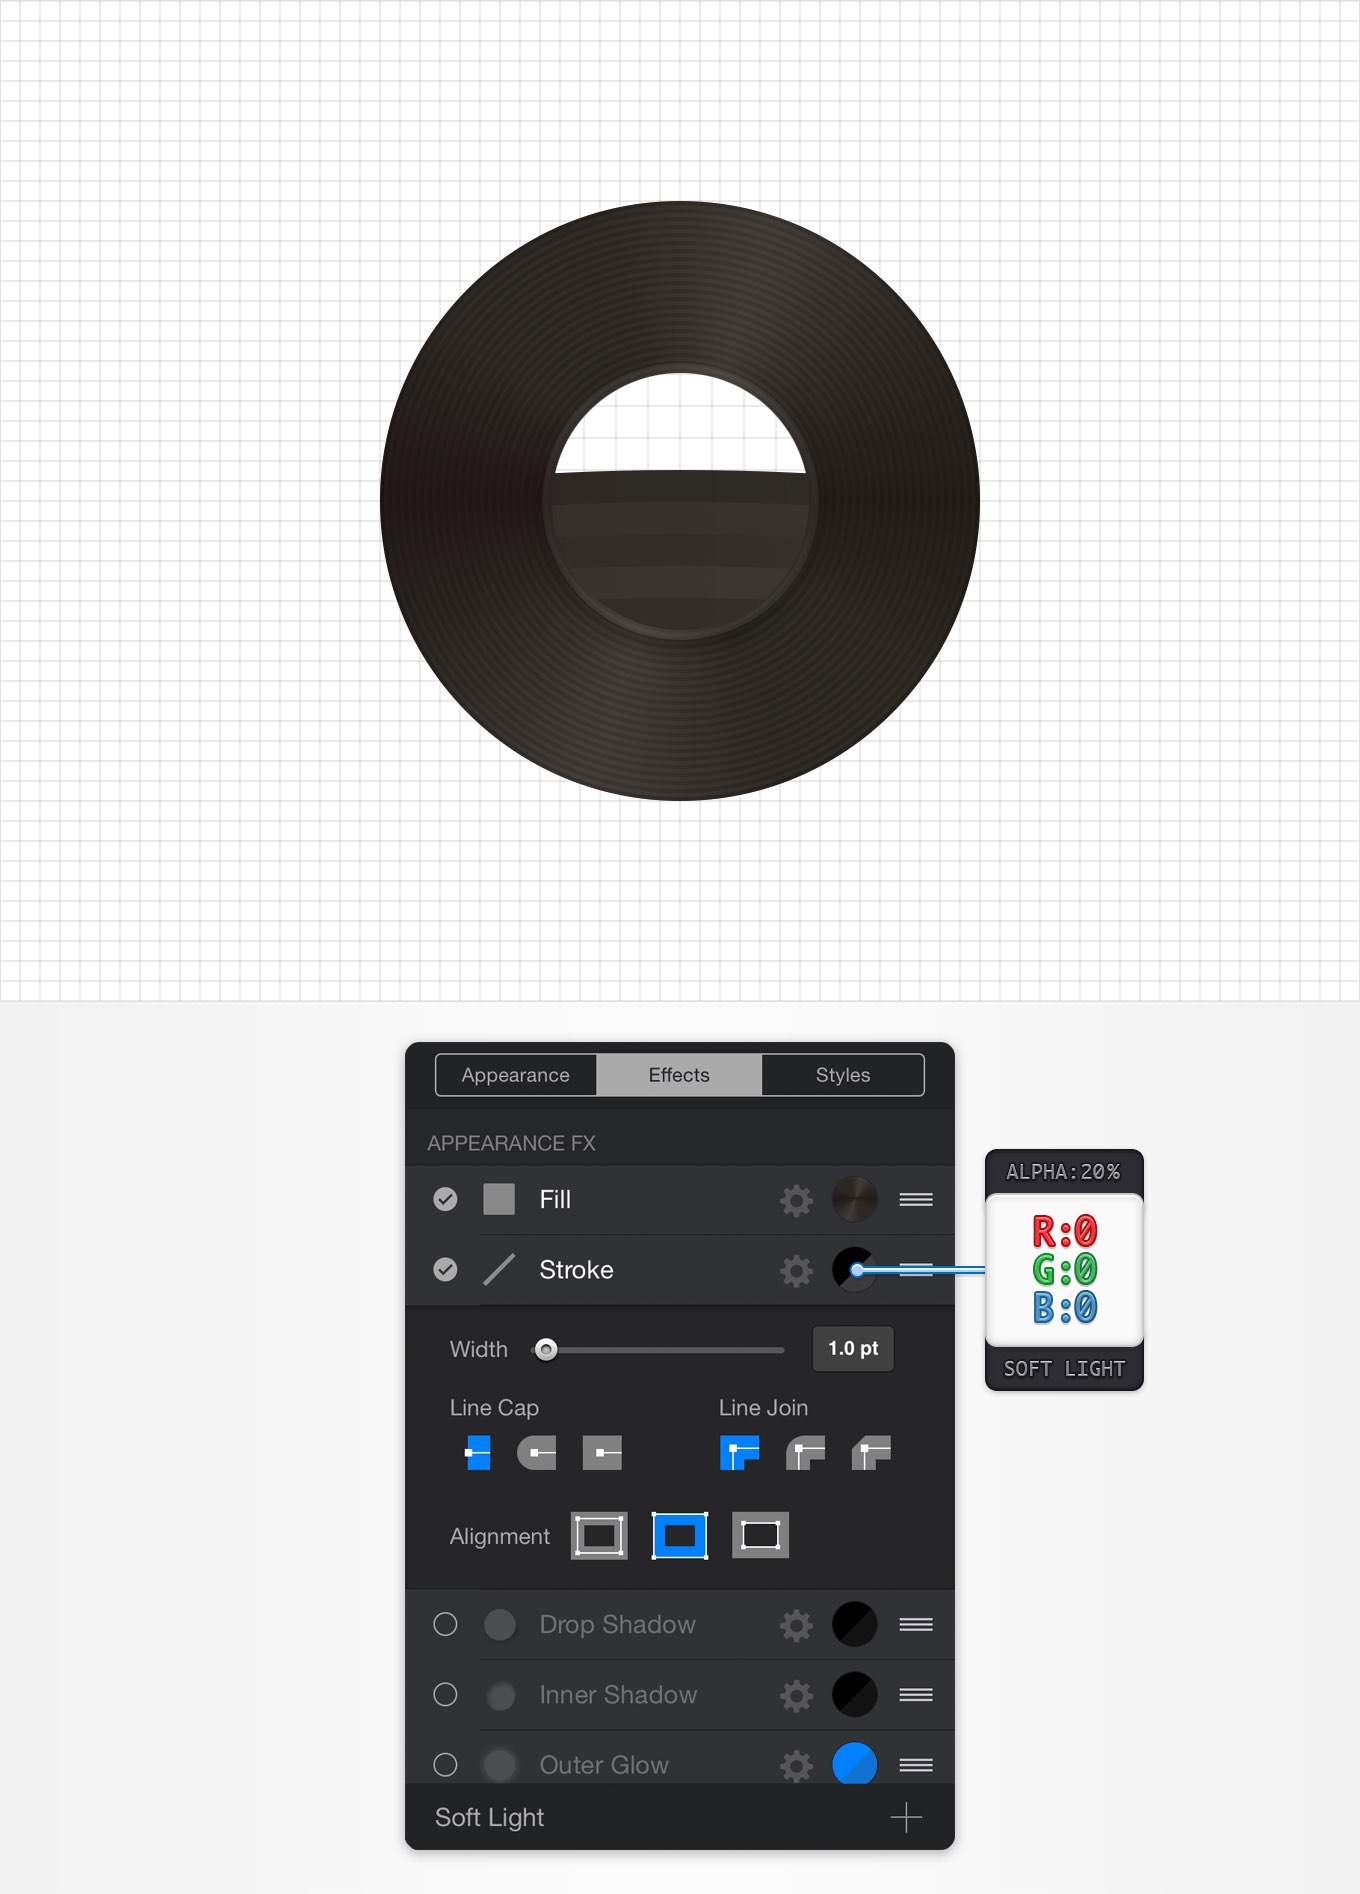 Appearance Effects Styles
APPEARANCE FX
Fill
Stroke
Width 1.0 pt
Line Cap Line Join
Alignment
Drop Shadow
Inner Shadow
Outer Glow
Soft Light
ALPHA:20%
R:0
G:0
B:0
SOFT LIGHT